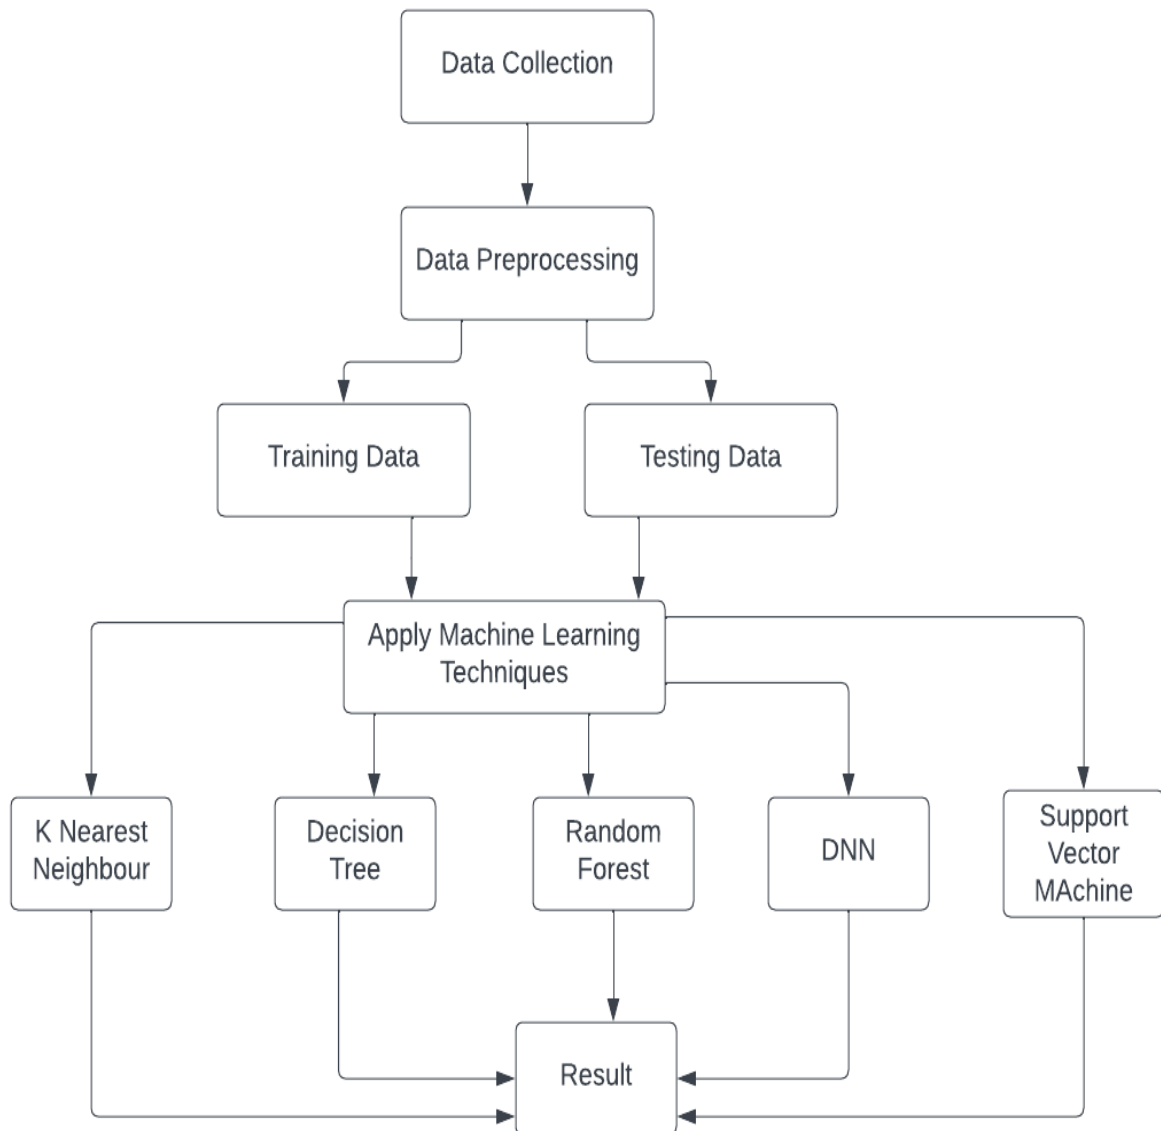 Data Collection
Data Preprocessing
Training Data
Testing Data
Apply Machine Learning
Techniques
K Nearest
Neighbour
Decision
Tree
Random
Forest
DNN
Support
Vector
MAchine
Result